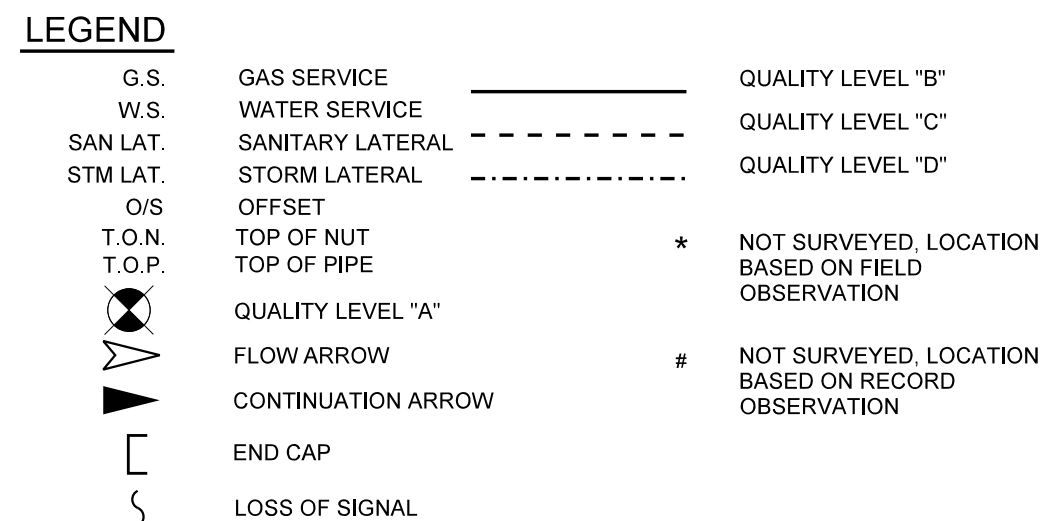 LEGEND
G.S. GAS SERVICE
W.S. WATER SERVICE
SAN LAT. SANITARY LATERAL
STM LAT. STORM LATERAL
O/S OFFSET
T.O.N. TOP OF NUT
T.O.P. TOP OF PIPE
QUALITY LEVEL "A"
FLOW ARROW
CONTINUATION ARROW
END CAP
LOSS OF SIGNAL
QUALITY LEVEL "B"
QUALITY LEVEL "C"
QUALITY LEVEL "D"
* NOT SURVEYED, LOCATION
BASED ON FIELD
OBSERVATION
# NOT SURVEYED, LOCATION
BASED ON RECORD
OBSERVATION